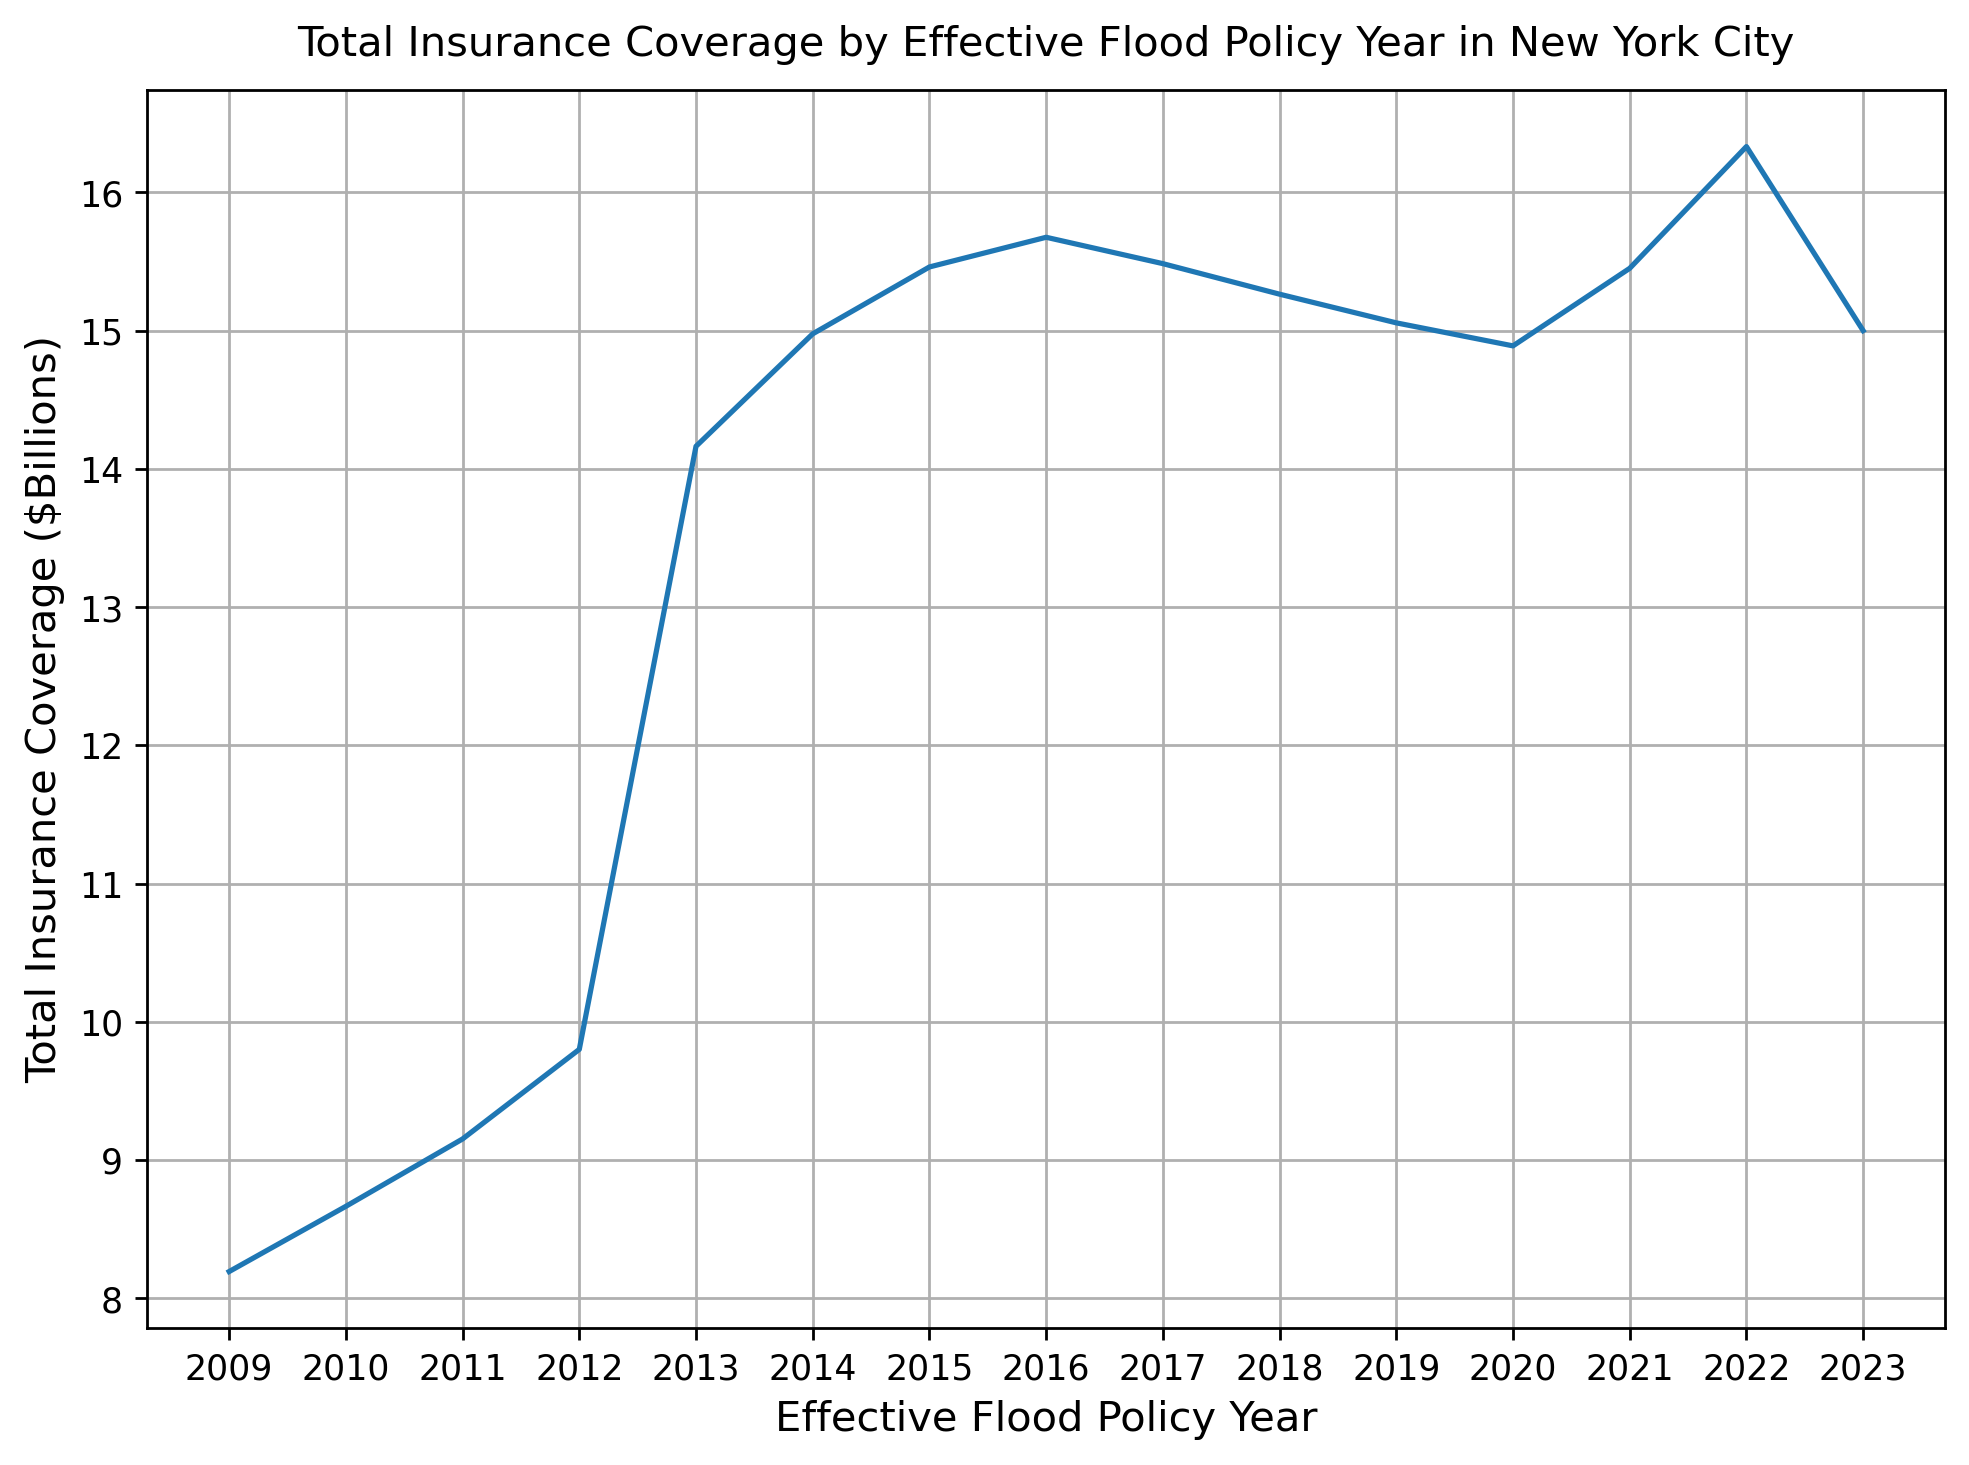 Total Insurance Coverage by Effective Flood Policy Year in New York City
Total Insurance Coverage ($Billions)
16
15
14
13
12
11
10
9
8
2009 2010 2011 2012 2013 2014 2015 2016 2017 2018 2019 2020 2021 2022 2023
Effective Flood Policy Year